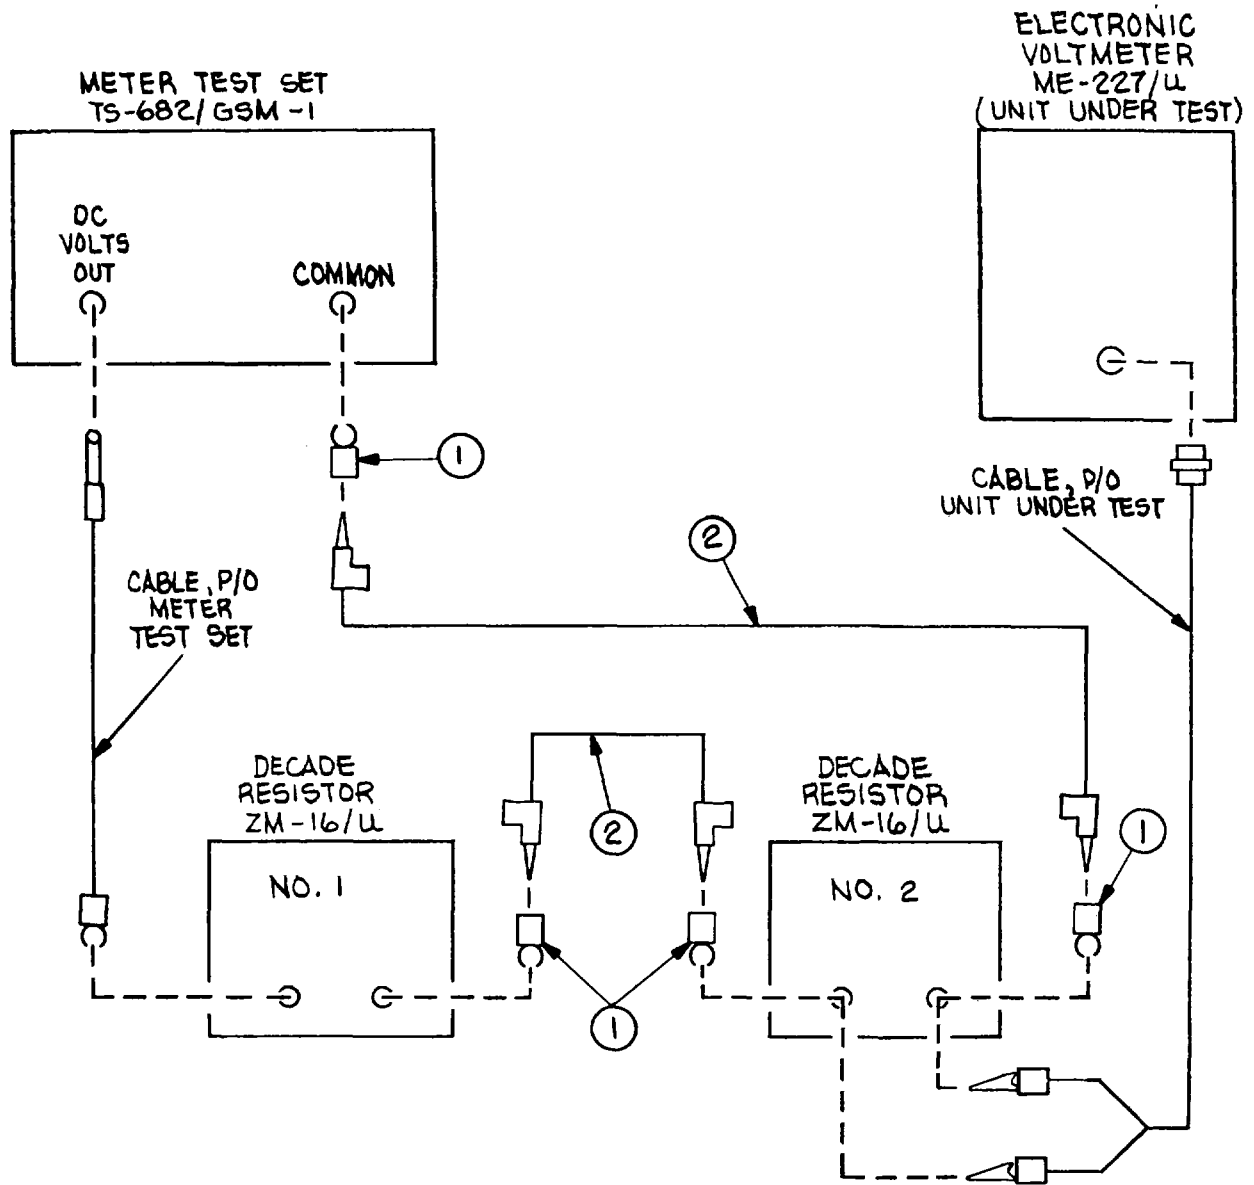 METER TEST SET
TS-682/GSM-1
DC
VOLTS
OUT
COMMON
ELECTRONIC
VOLTMETER
ME-227/U
(UNIT UNDER TEST)
1
CABLE, P/O
UNIT UNDER TEST
2
CABLE, P/O
METER
TEST SET
DECADE
RESISTOR
ZM-16/U
NO. 1
2
DECADE
RESISTOR
ZM-16/U
NO. 2
1
1